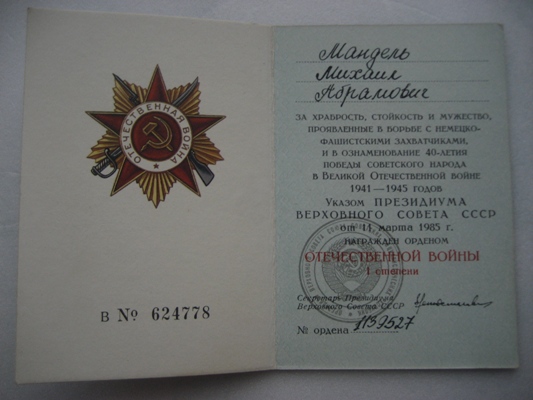 ОТЕЧЕСТВЕННАЯ ВОЙНА
В № 624778
Мандель
Михаил
Абрамович
ЗА ХРАБРОСТЬ, СТОЙКОСТЬ И МУЖЕСТВО,
ПРОЯВЛЕННЫЕ В БОРЬБЕ С НЕМЕЦКО-
ФАШИСТСКИМИ ЗАХВАТЧИКАМИ,
И В ОЗНАМЕНОВАНИЕ 40-ЛЕТИЯ
ПОБЕДЫ СОВЕТСКОГО НАРОДА
В ВЕЛИКОЙ ОТЕЧЕСТВЕННОЙ ВОЙНЕ
1941—1945 ГОДОВ
УКАЗОМ ПРЕЗИДИУМА
ВЕРХОВНОГО СОВЕТА СССР
от 11 марта 1985 г.
НАГРАЖДЕН ОРДЕНОМ
ОТЕЧЕСТВЕННОЙ ВОЙНЫ
I степени
Секретарь Президиума
Верховного Совета СССР
№ ордена 1139527